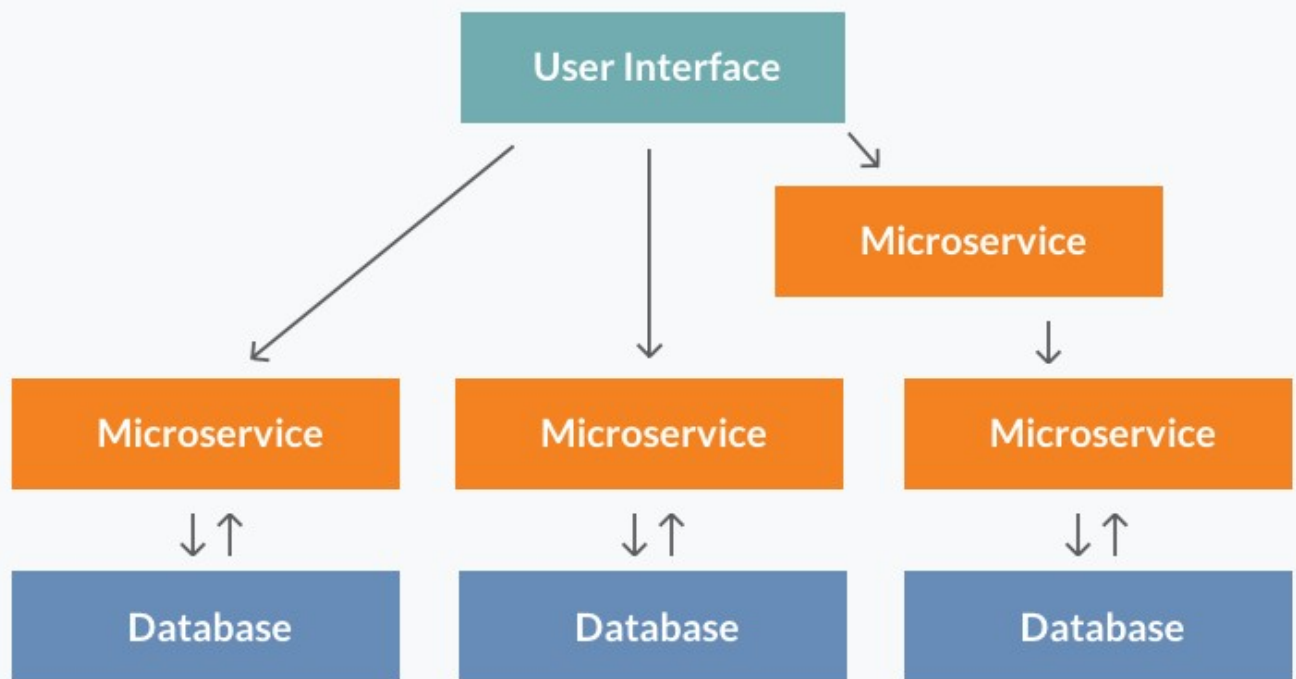 User Interface
Microservice
Microservice
Microservice
Microservice
Database
Database
Database